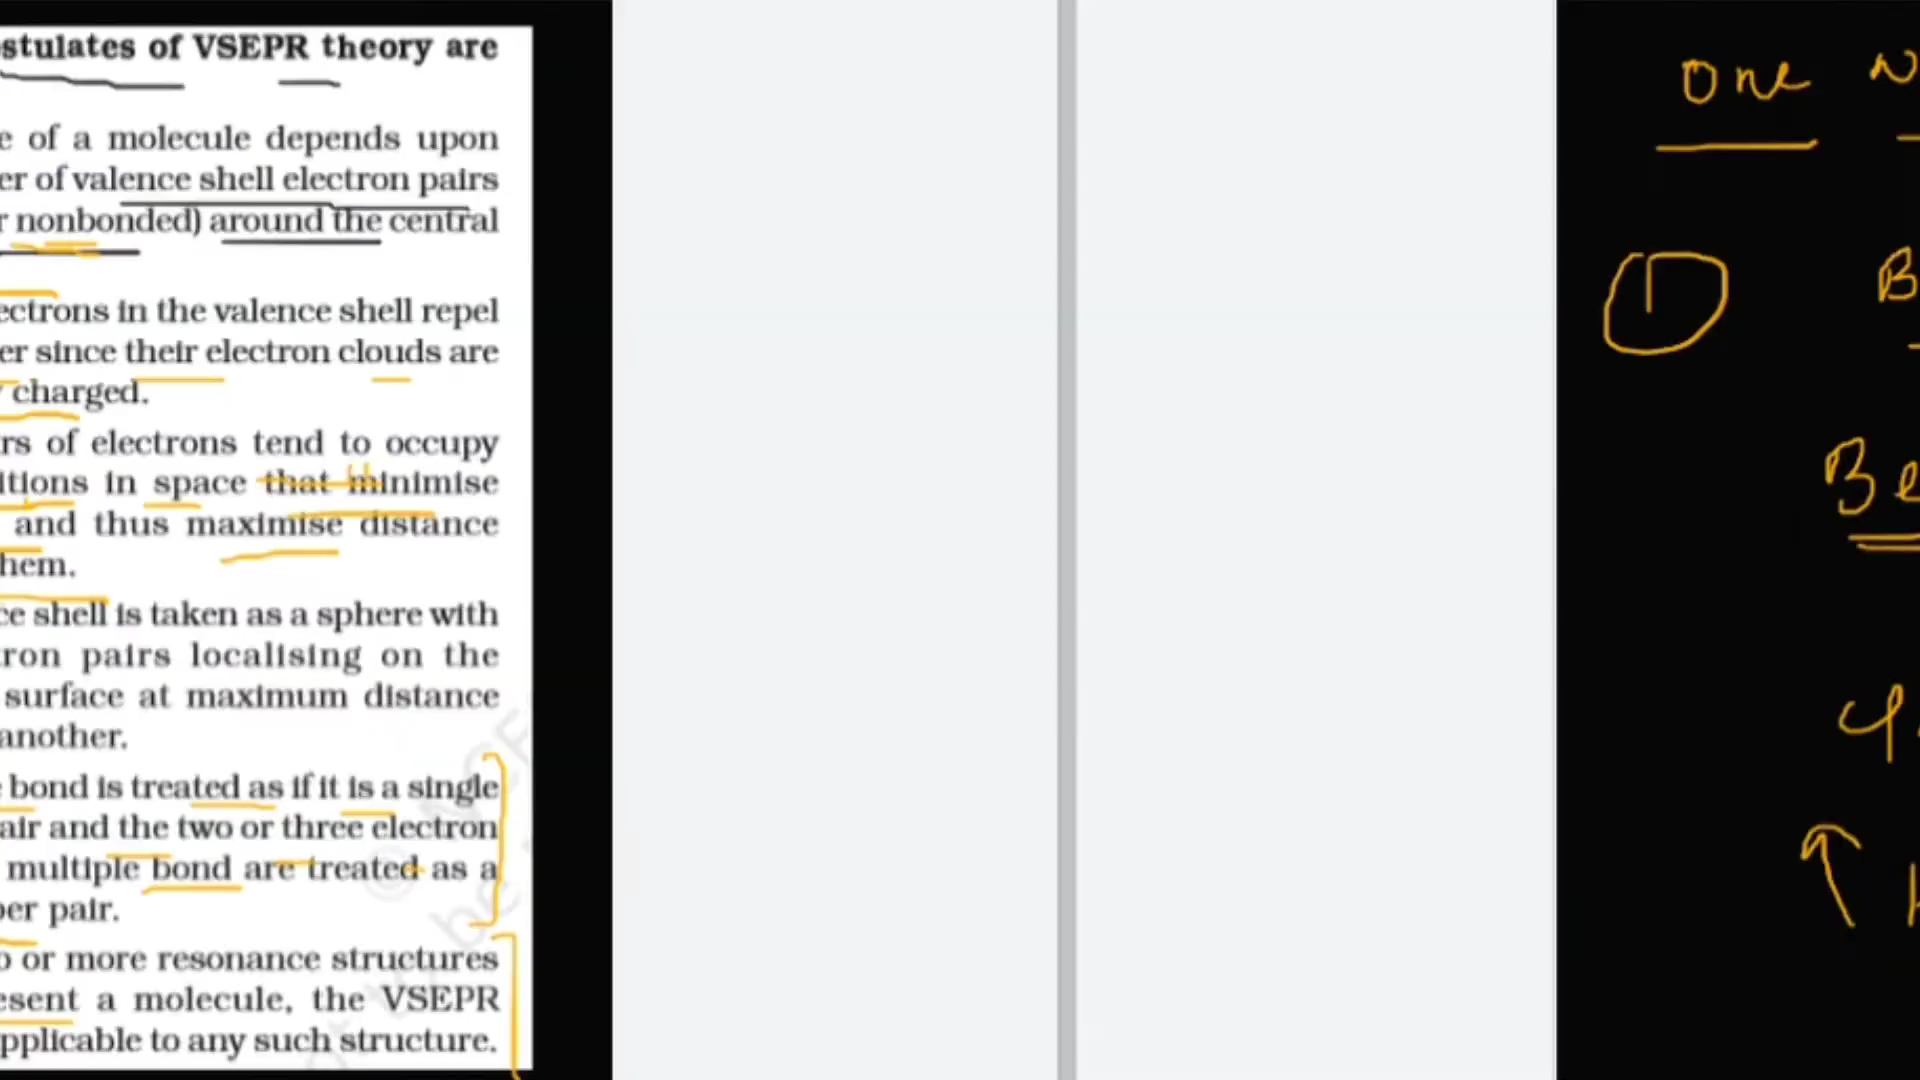 stulates of VSEPR theory are
e of a molecule depends upon
er of valence shell electron pairs
r nonbonded) around the central
ectrons in the valence shell repel
er since their electron clouds are
charged.
rs of electrons tend to occupy
itions in space that minimise
and thus maximise distance
hem.
ce shell is taken as a sphere with
tron pairs localising on the
surface at maximum distance
another.
bond is treated as if it is a single
air and the two or three electron
multiple bond are treated as a
per pair.
o or more resonance structures
esent a molecule, the VSEPR
pplicable to any such structure.
One N
1
B
Be